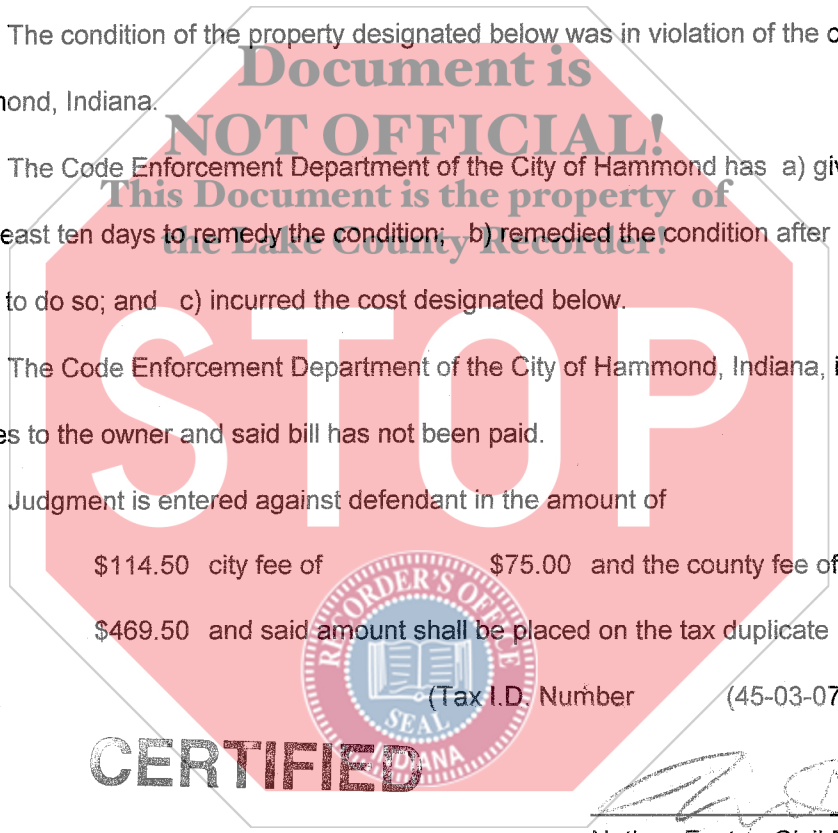 The condition of the property designated below was in violation of the c
Document is
ond, Indiana.
NOT OFFICIAL!
The Code Enforcement Department of the City of Hammond has a) giv
This Document is the property of
east ten days to remedy the condition; b) remedied the condition after
the Lake County Recorder!
to do so; and c) incurred the cost designated below.
STOP
The Code Enforcement Department of the City of Hammond, Indiana, i
es to the owner and said bill has not been paid.
Judgment is entered against defendant in the amount of
$114.50 city fee of $75.00 and the county fee of
$469.50 and said amount shall be placed on the tax duplicate
RECORDER'S OFFICE
(Tax I.D. Number (45-03-07
SEAL
INDIANA
CERTIFIED